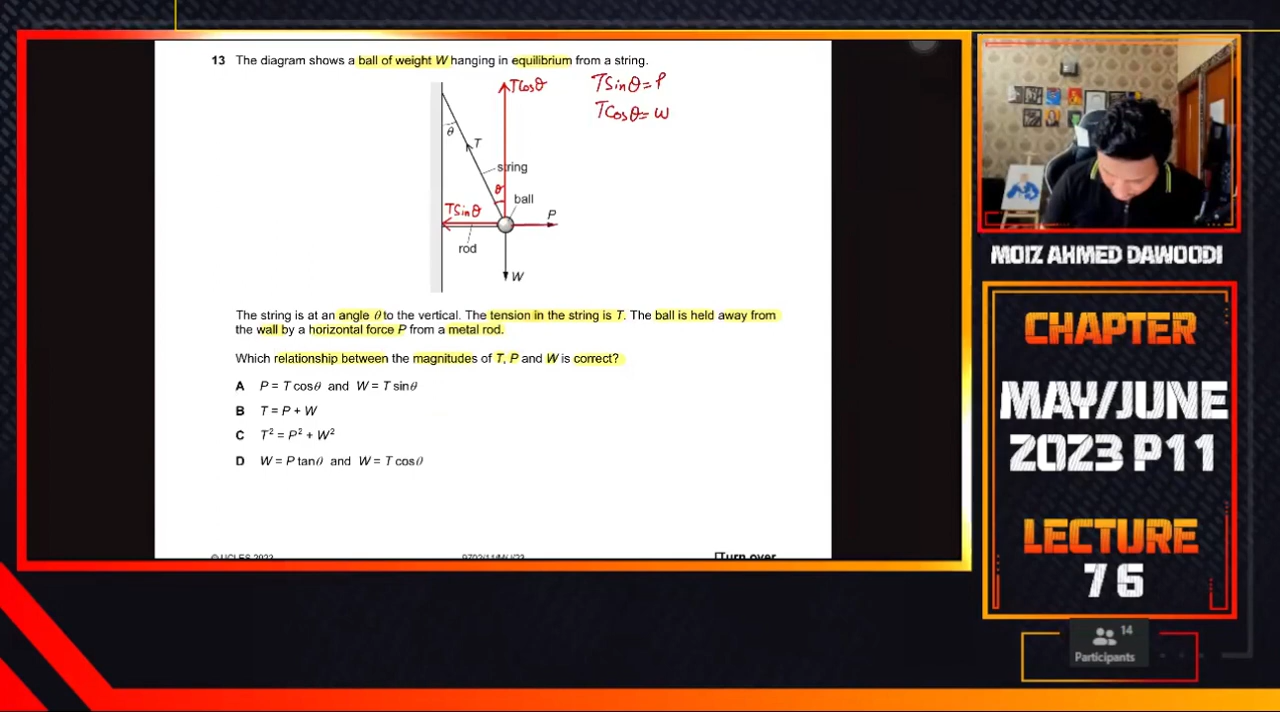 13 The diagram shows a ball of weight W hanging in equilibrium from a string.
Tcosθ
Tsinθ = P
Tcosθ = w
θ
T
string
θ
ball
Tsinθ
P
rod
W
The string is at an angle θ to the vertical. The tension in the string is T. The ball is held away from
the wall by a horizontal force P from a metal rod.
Which relationship between the magnitudes of T, P and W is correct?
A P = T cosθ and W = T sinθ
B T = P + W
C T² = P² + W²
D W = P tanθ and W = T cosθ
© UCLES 2023
[Turn over
MOIZ AHMED DAWOODI
CHAPTER
MAY/JUNE
2023 P11
LECTURE
76
14
Participants